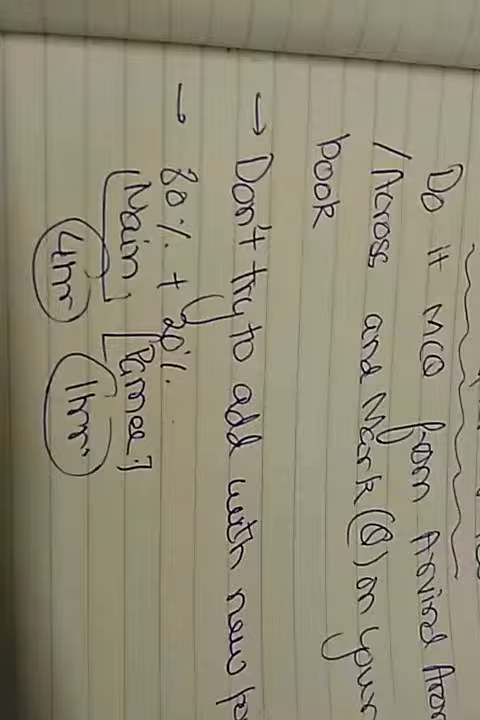 Do it MCQ from Arvind Aror
/Across and Mark (Q) on your
book
→ Don't try to add with new
→ 80% + 20%
[Main] [Parnee]
4hr 1hr